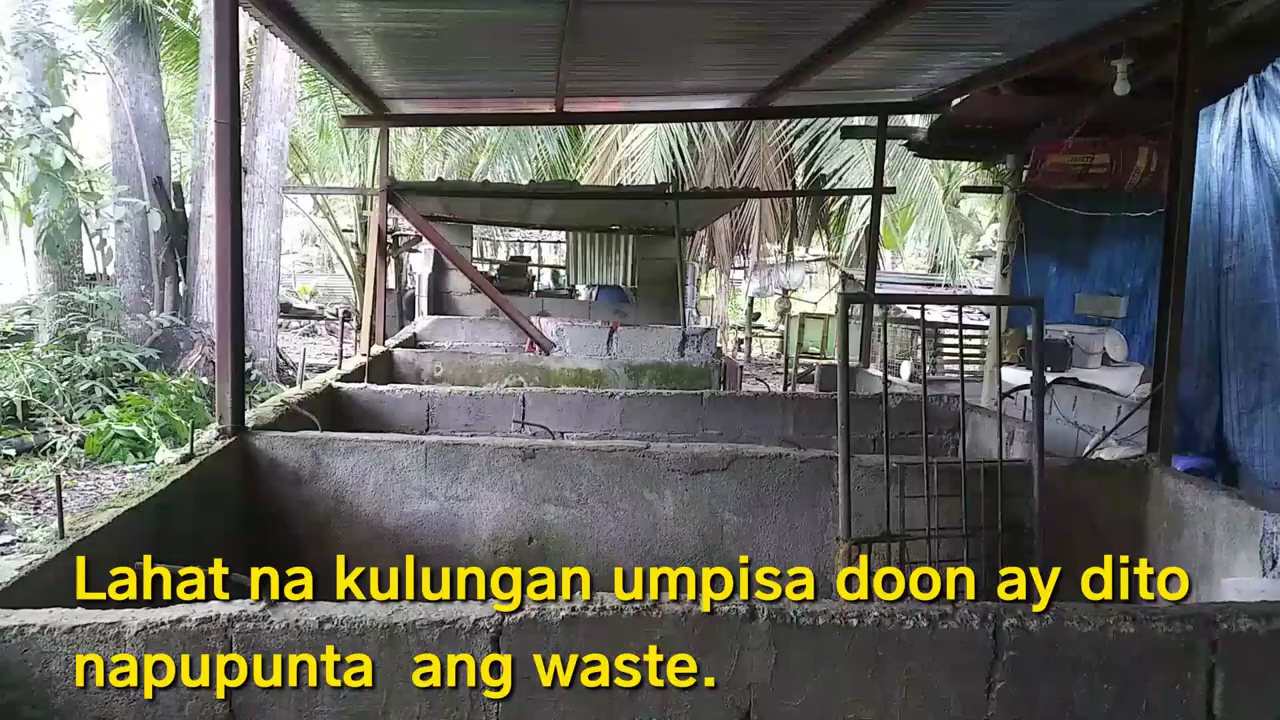 Lahat na kulungan umpisa doon ay dito
napupunta ang waste.